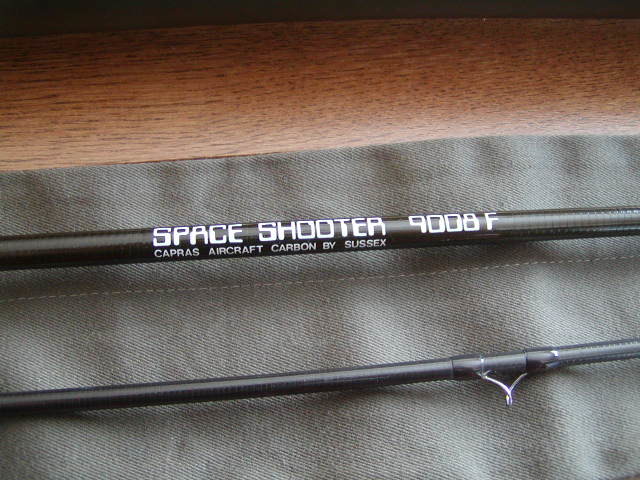 SPACE SHOOTER 9008 F
CAPRAS AIRCRAFT CARBON BY SUSSEX